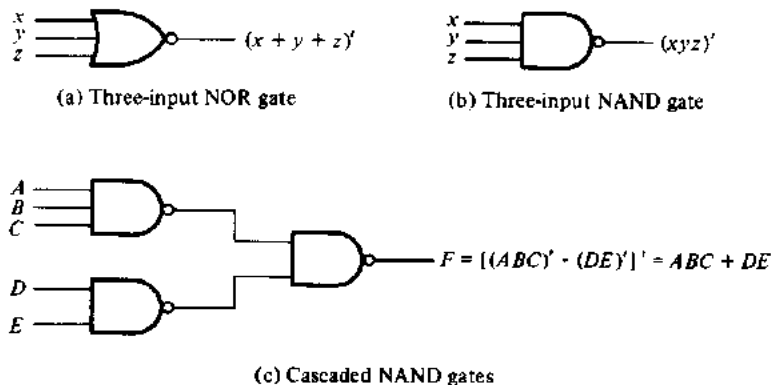 x
y
z
(x + y + z)'
(a) Three-input NOR gate
x
y
z
(xyz)'
(b) Three-input NAND gate
A
B
C
D
E
F = [(ABC)' · (DE)']' = ABC + DE
(c) Cascaded NAND gates